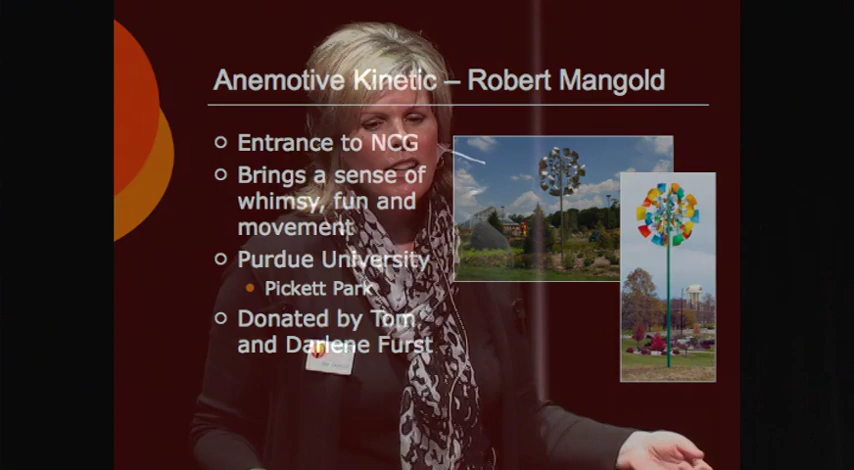 Anemotive Kinetic – Robert Mangold
Entrance to NCG
Brings a sense of
whimsy, fun and
movement
Purdue University
Pickett Park
Donated by Tom
and Darlene Furst